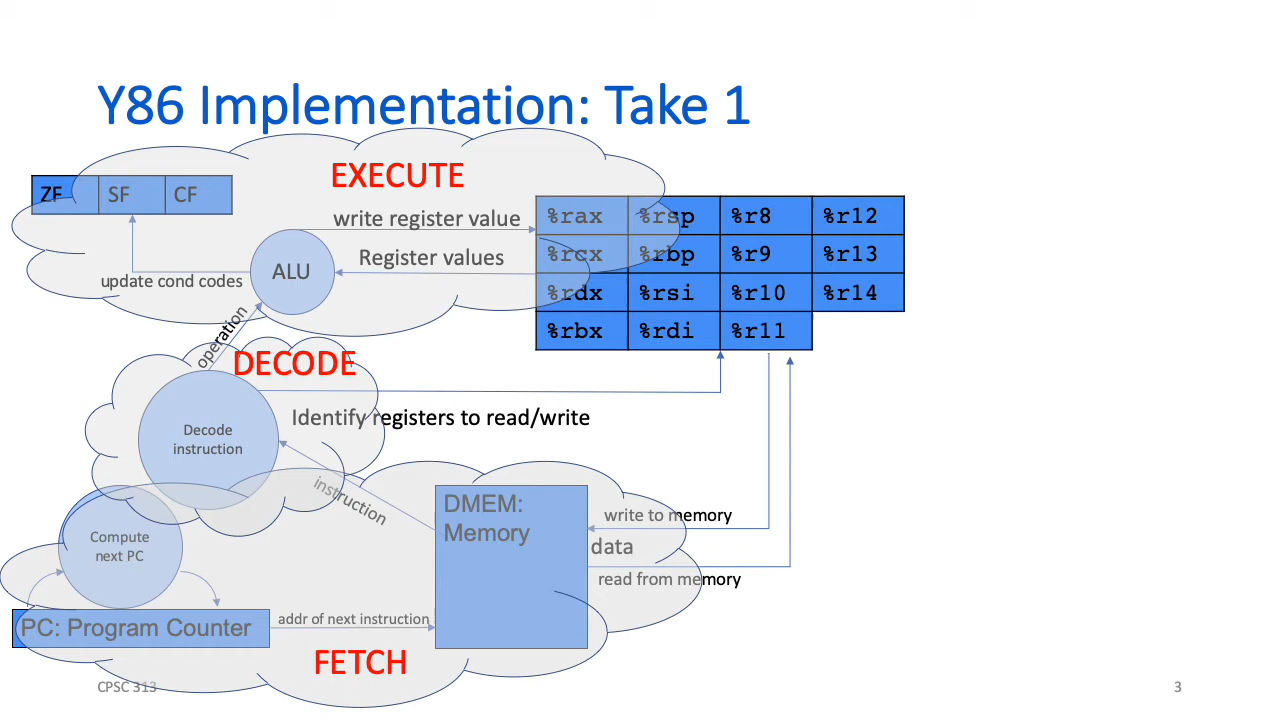 Y86 Implementation: Take 1
EXECUTE
ZF SF CF
write register value
%rax %rsp %r8 %r12
Register values
%rcx %rbp %r9 %r13
ALU
update cond codes
%rdx %rsi %r10 %r14
%rbx %rdi %r11
operation
DECODE
Identify registers to read/write
Decode
instruction
instruction
DMEM:
Memory
write to memory
data
read from memory
Compute
next PC
addr of next instruction
PC: Program Counter
FETCH
CPSC 313
3